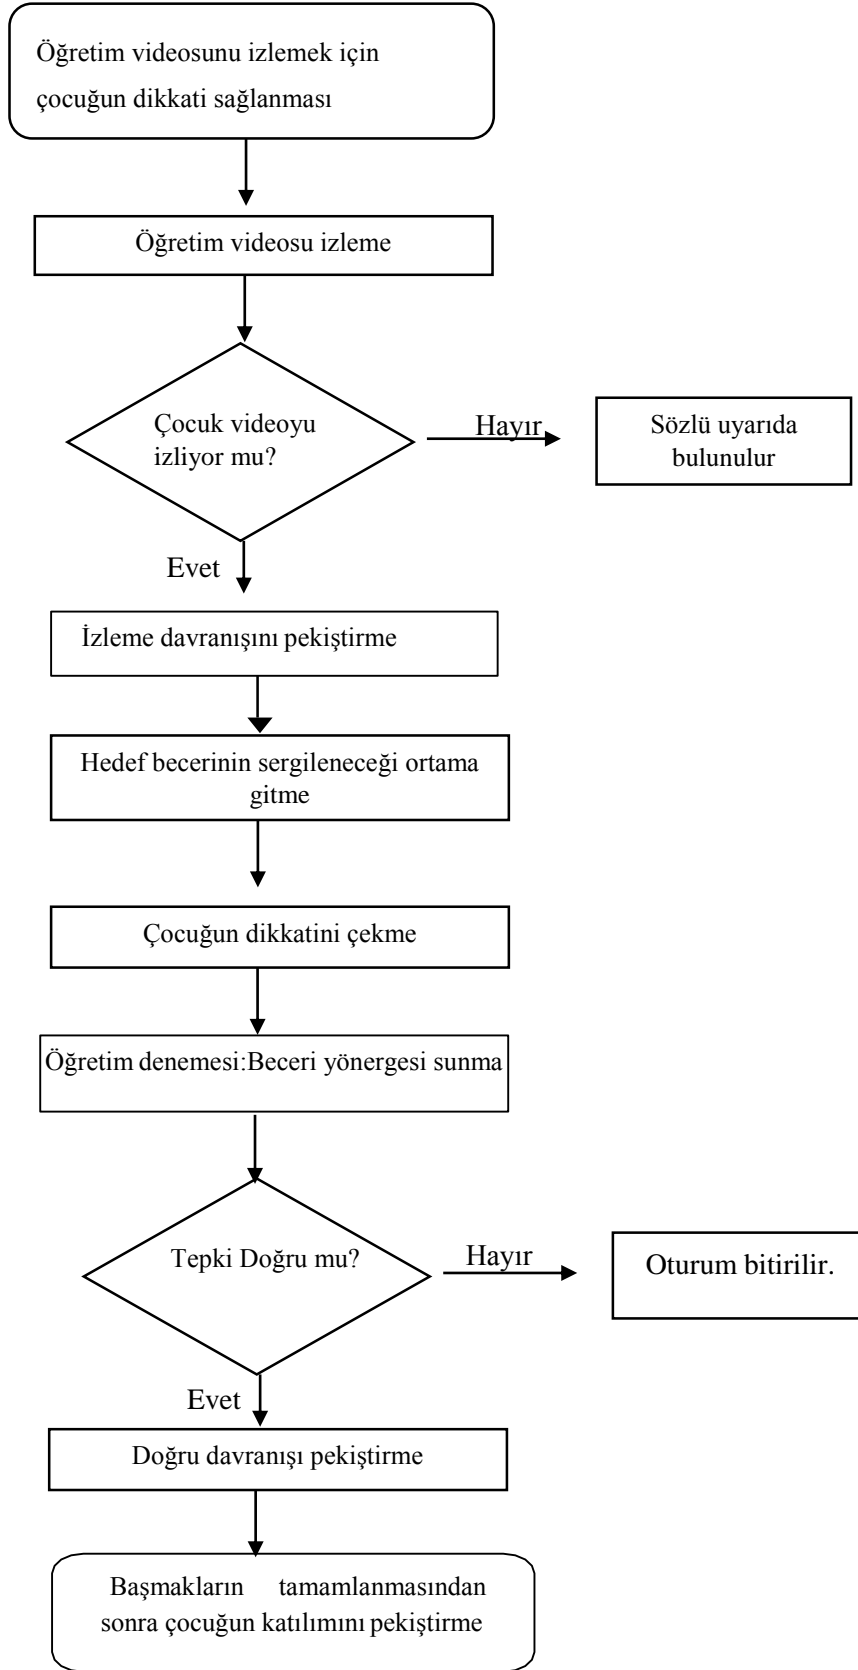 Öğretim videosunu izlemek için
çocuğun dikkati sağlanması
Öğretim videosu izleme
Çocuk videoyu
izliyor mu?
Hayır
Sözlü uyarıda
bulunulur
Evet
İzleme davranışını pekiştirme
Hedef becerinin sergileneceği ortama
gitme
Çocuğun dikkatini çekme
Öğretim denemesi:Beceri yönergesi sunma
Tepki Doğru mu?
Hayır
Oturum bitirilir.
Evet
Doğru davranışı pekiştirme
Başmakların tamamlanmasından
sonra çocuğun katılımını pekiştirme